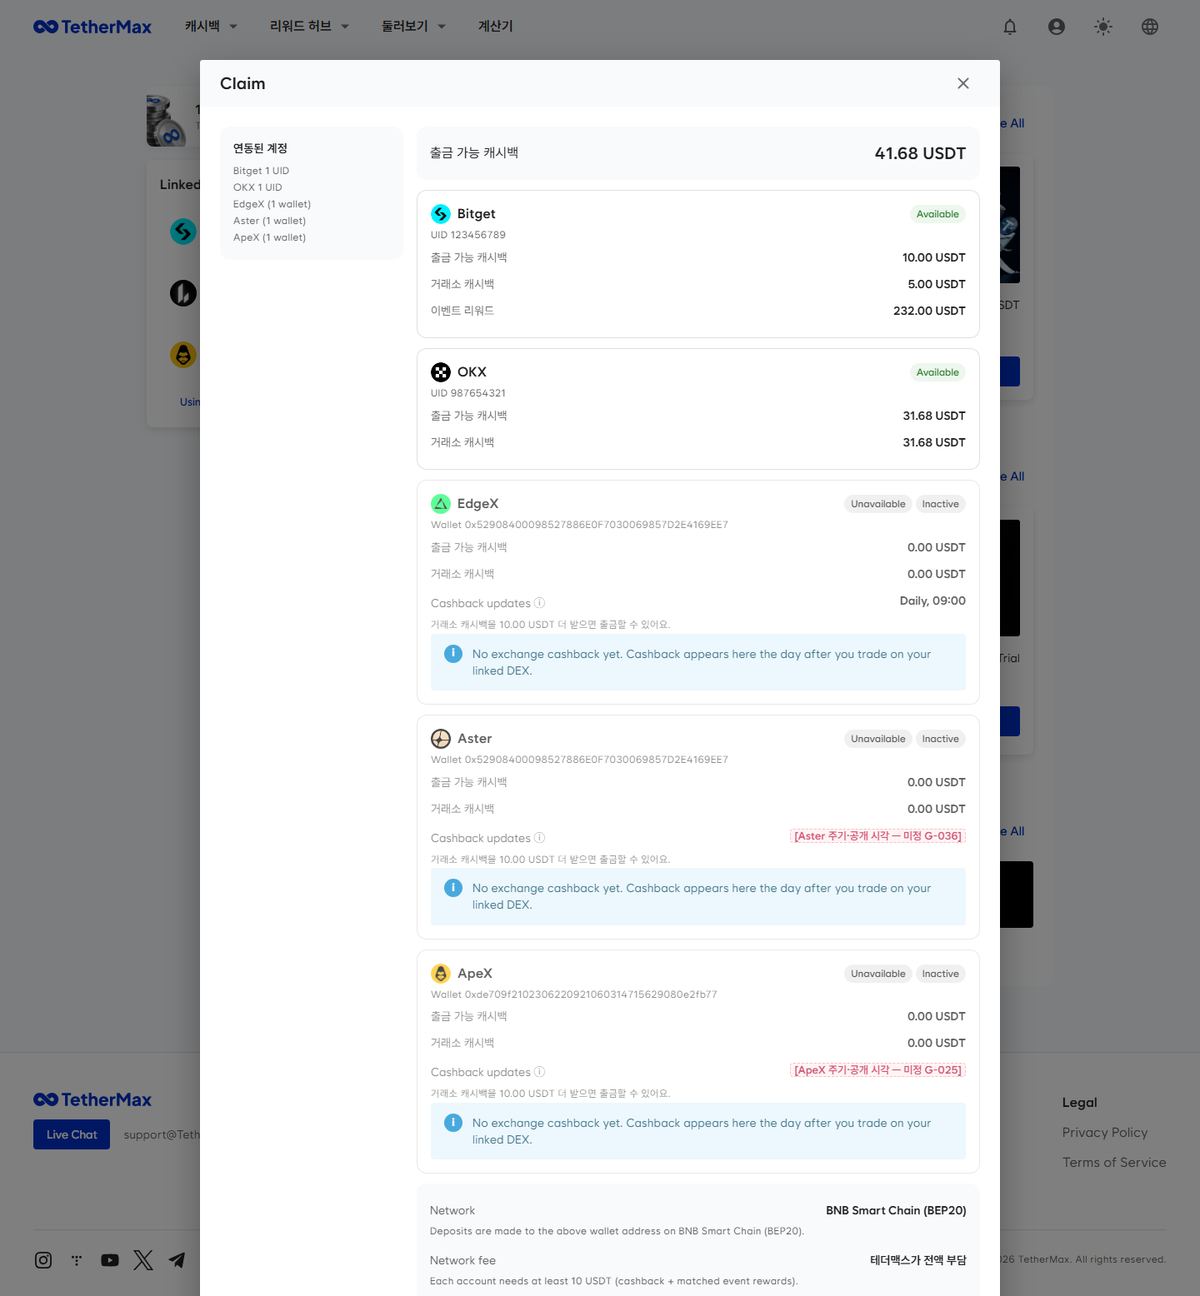 TetherMax
캐시백
리워드 허브
둘러보기
계산기
Claim
연동된 계정
Bitget 1 UID
OKX 1 UID
EdgeX (1 wallet)
Aster (1 wallet)
ApeX (1 wallet)
출금 가능 캐시백
41.68 USDT
Bitget
Available
UID 123456789
출금 가능 캐시백
10.00 USDT
거래소 캐시백
5.00 USDT
이벤트 리워드
232.00 USDT
OKX
Available
UID 987654321
출금 가능 캐시백
31.68 USDT
거래소 캐시백
31.68 USDT
EdgeX
Unavailable
Inactive
Wallet 0x52908400098527886E0F7030069857D2E4169EE7
출금 가능 캐시백
0.00 USDT
거래소 캐시백
0.00 USDT
Cashback updates
Daily, 09:00
거래소 캐시백을 10.00 USDT 더 받으면 출금할 수 있어요.
No exchange cashback yet. Cashback appears here the day after you trade on your
linked DEX.
Aster
Unavailable
Inactive
Wallet 0x52908400098527886E0F7030069857D2E4169EE7
출금 가능 캐시백
0.00 USDT
거래소 캐시백
0.00 USDT
Cashback updates
[Aster 주기·공개 시각 — 미정 G-036]
거래소 캐시백을 10.00 USDT 더 받으면 출금할 수 있어요.
No exchange cashback yet. Cashback appears here the day after you trade on your
linked DEX.
ApeX
Unavailable
Inactive
Wallet 0xde709f210230622092106031471562908​0e2fb77
출금 가능 캐시백
0.00 USDT
거래소 캐시백
0.00 USDT
Cashback updates
[ApeX 주기·공개 시각 — 미정 G-025]
거래소 캐시백을 10.00 USDT 더 받으면 출금할 수 있어요.
No exchange cashback yet. Cashback appears here the day after you trade on your
linked DEX.
Network
BNB Smart Chain (BEP20)
Deposits are made to the above wallet address on BNB Smart Chain (BEP20).
Network fee
테더맥스가 전액 부담
Each account needs at least 10 USDT (cashback + matched event rewards).
Linked
All
All
Trial
All
TetherMax
Live Chat
support@Teth
Legal
Privacy Policy
Terms of Service
TetherMax. All rights reserved.